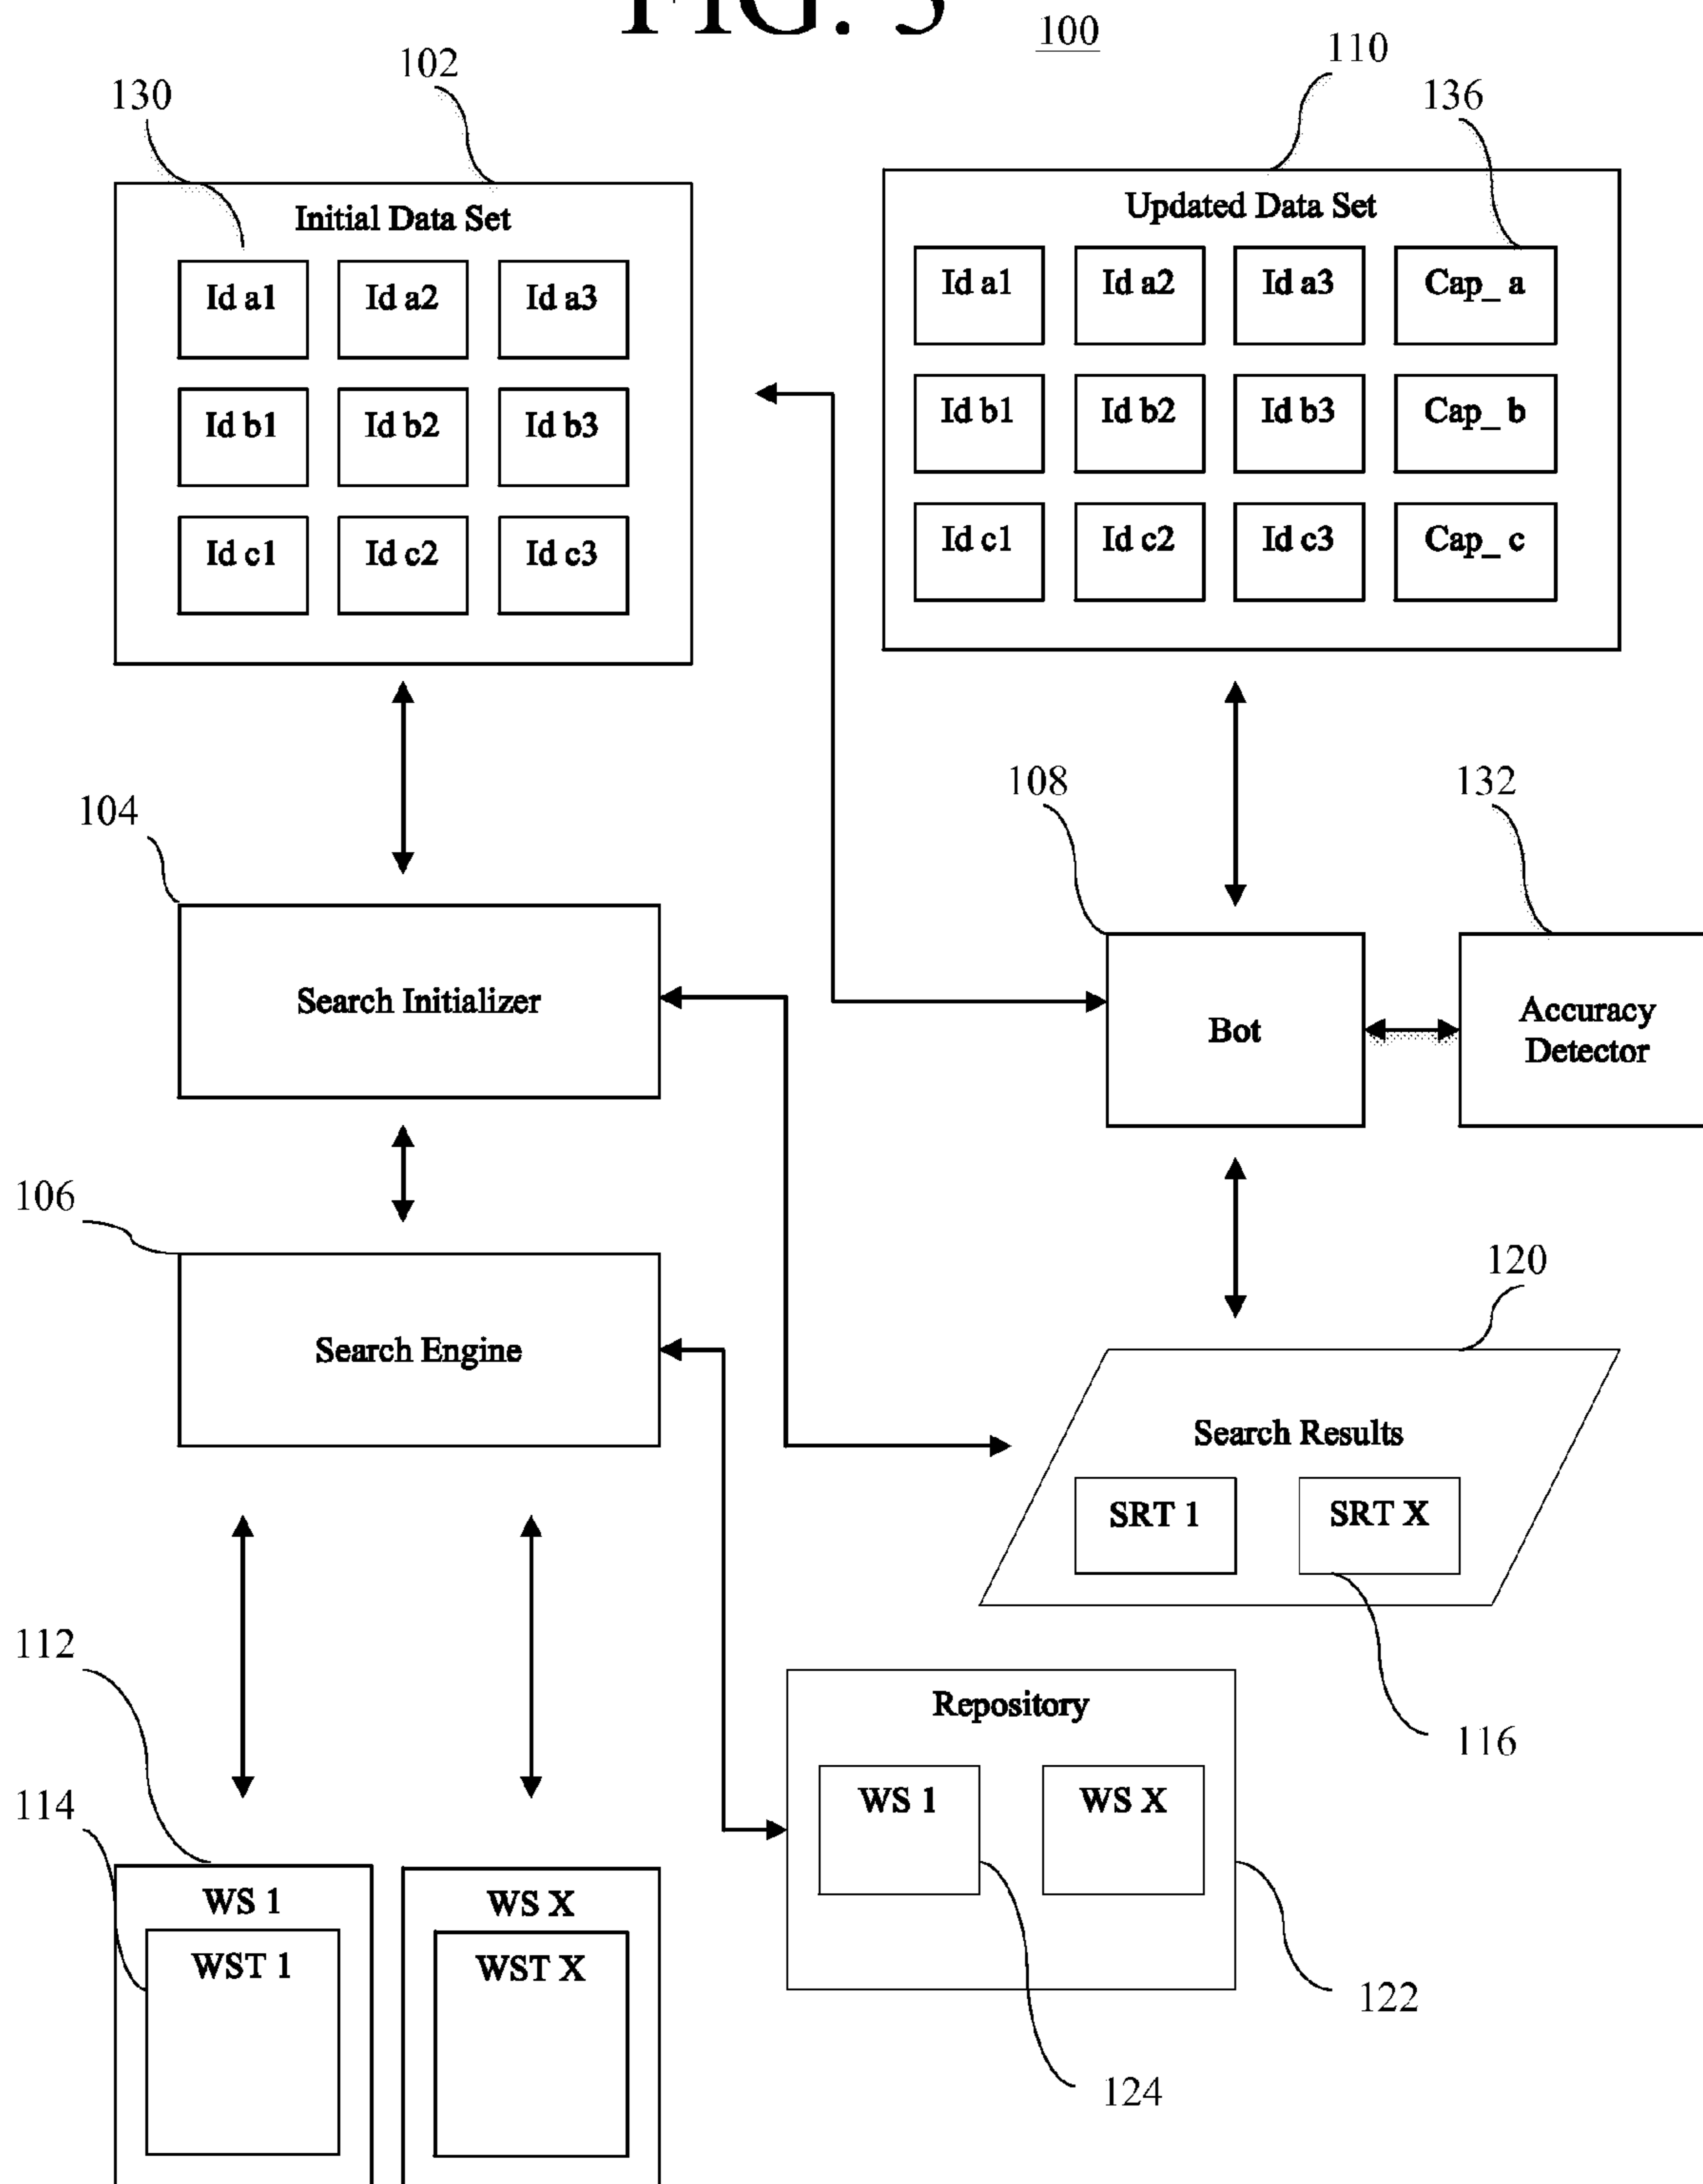 FIG. 3
100
102
110
130
136
Initial Data Set
Updated Data Set
Id a1 Id a2 Id a3
Id a1 Id a2 Id a3 Cap_ a
Id b1 Id b2 Id b3
Id b1 Id b2 Id b3 Cap_ b
Id c1 Id c2 Id c3
Id c1 Id c2 Id c3 Cap_ c
108
132
104
Search Initializer
Bot
Accuracy
Detector
106
120
Search Engine
Search Results
SRT 1 SRT X
112
116
Repository
114
WS 1 WS X
WS 1
WS X
WST 1
WST X
122
124